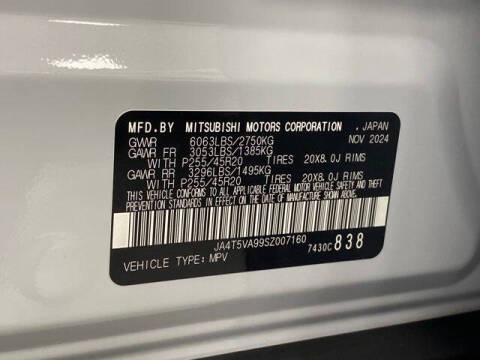 MFD.BY MITSUBISHI MOTORS CORPORATION . JAPAN
GVWR 6063LBS/2750KG NOV 2024
GAWR FR 3053LBS/1385KG
WITH P255/45R20 TIRES 20X8.0J RIMS
GAWR RR 3296LBS/1495KG
WITH P255/45R20 TIRES 20X8.0J RIMS
THIS VEHICLE CONFORMS TO ALL APPLICABLE FEDERAL MOTOR VEHICLE SAFETY AND THEFT
PREVENTION STANDARDS IN EFFECT ON THE DATE OF MANUFACTURE SHOWN ABOVE.
JA4T5VA99SZ007160 7430C 838
VEHICLE TYPE: MPV